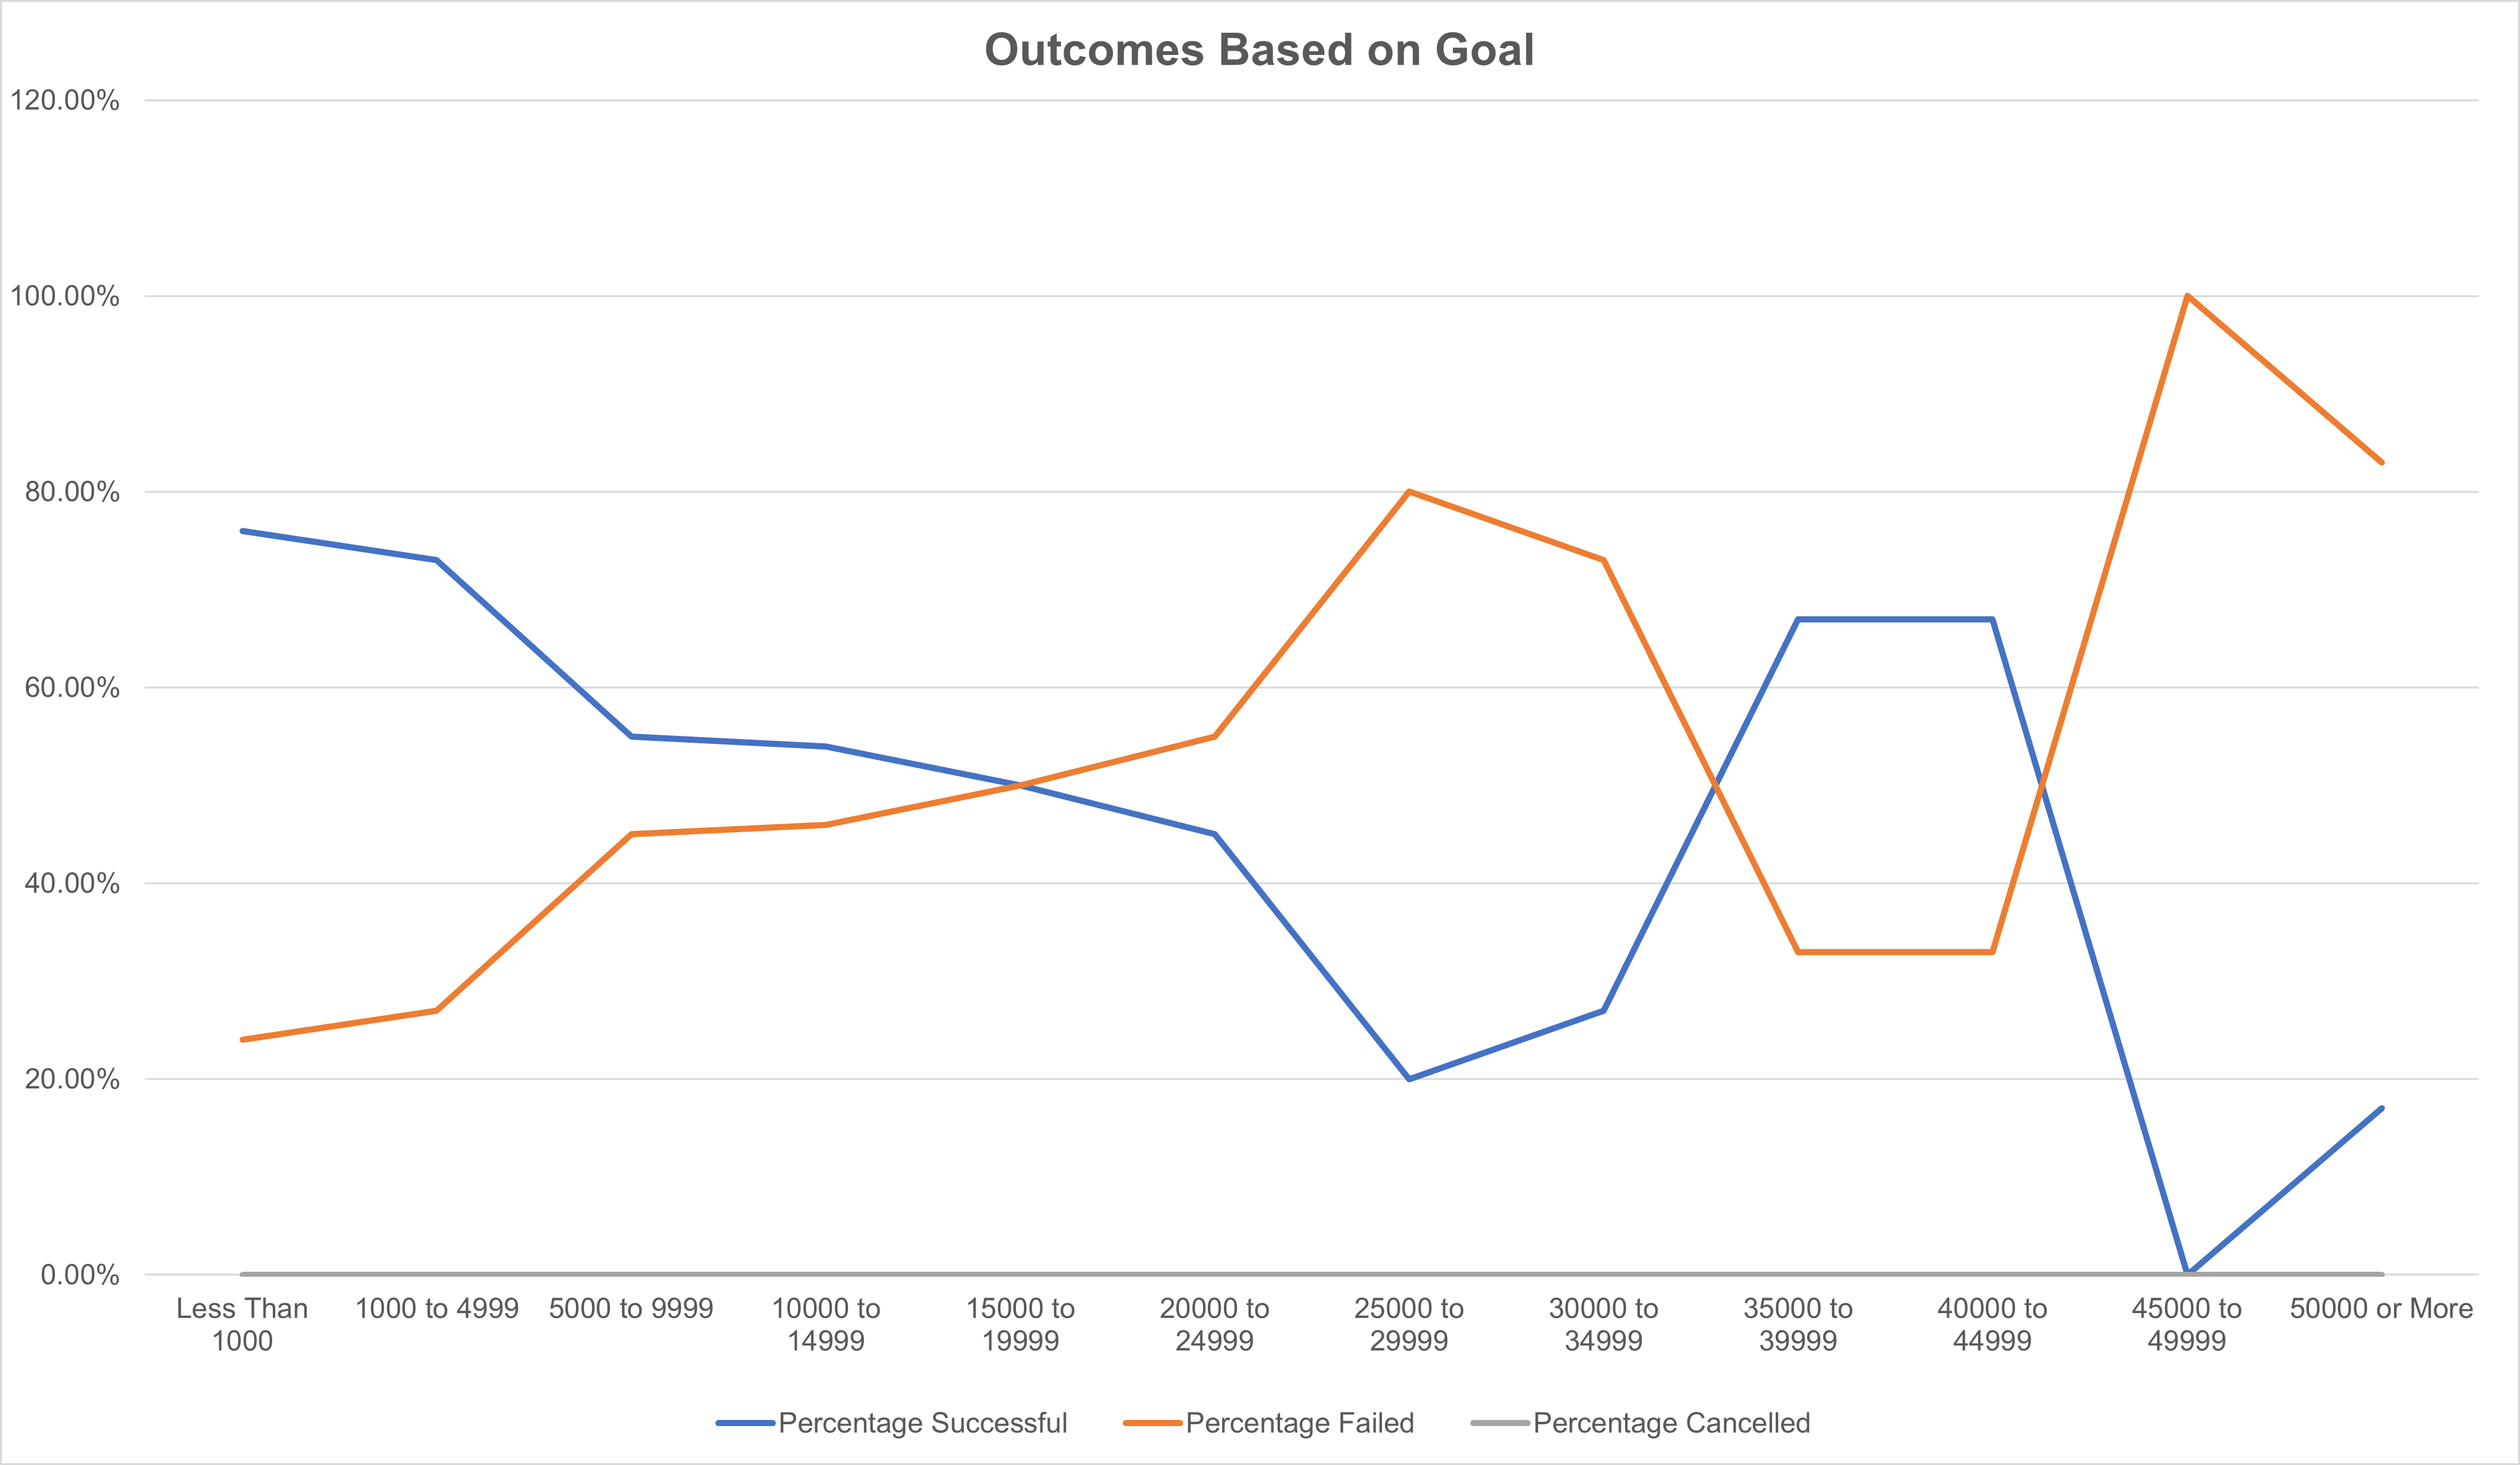 Outcomes Based on Goal
120.00%
100.00%
80.00%
60.00%
40.00%
20.00%
0.00%
Less Than
1000
1000 to 4999
5000 to 9999
10000 to
14999
15000 to
19999
20000 to
24999
25000 to
29999
30000 to
34999
35000 to
39999
40000 to
44999
45000 to
49999
50000 or More
Percentage Successful
Percentage Failed
Percentage Cancelled